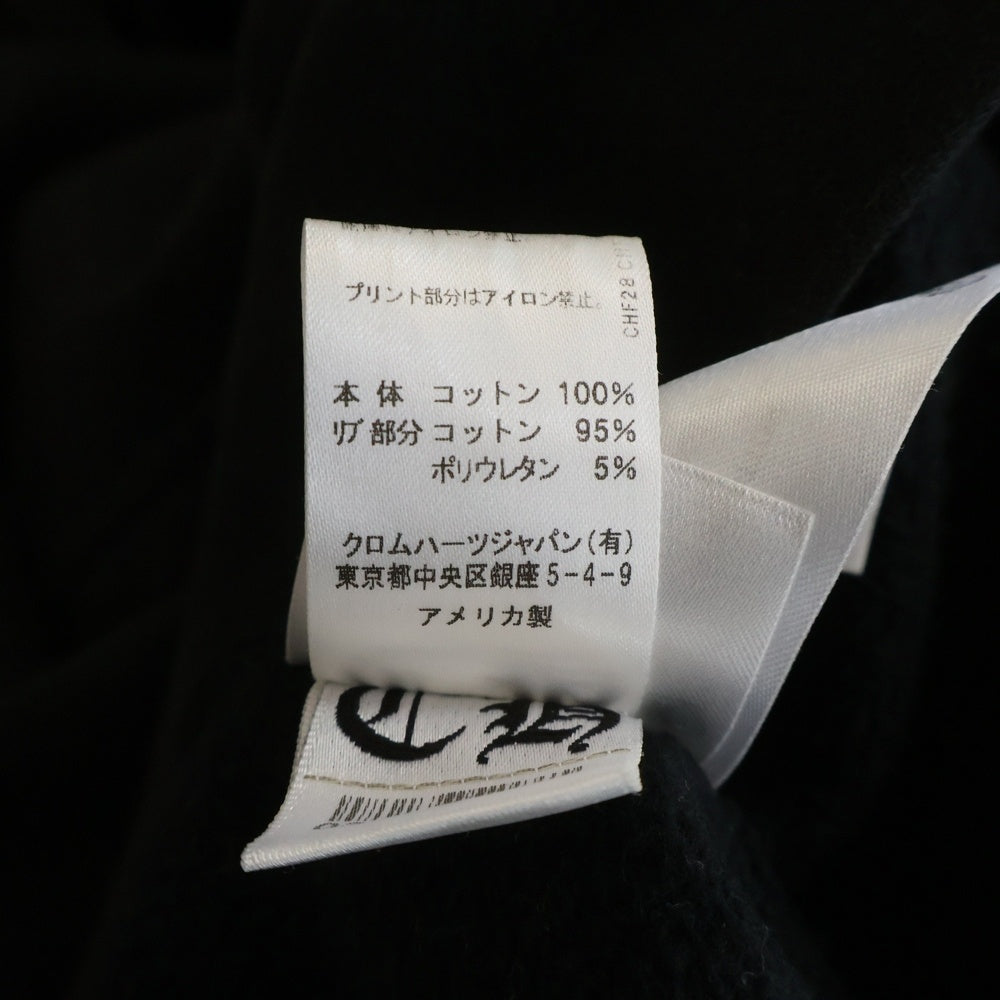 プリント部分はアイロン禁止。
CHF28
本 体 コットン 100%
リブ部分 コットン 95%
ポリウレタン 5%
クロムハーツジャパン(有)
東京都中央区銀座5-4-9
アメリカ製